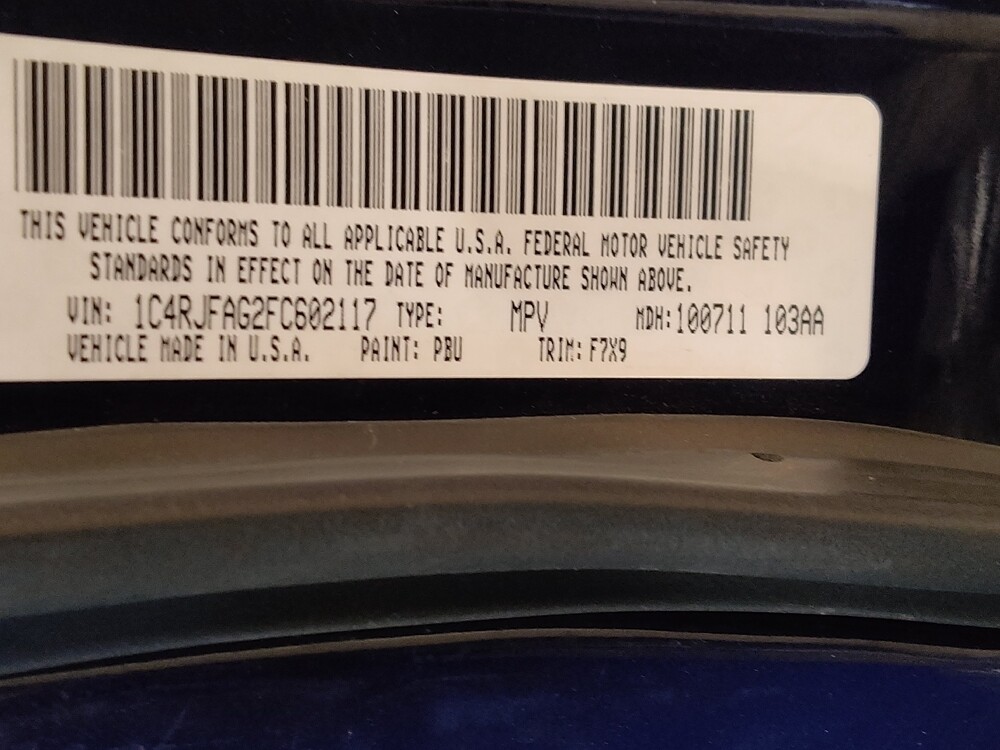 THIS VEHICLE CONFORMS TO ALL APPLICABLE U.S.A. FEDERAL MOTOR VEHICLE SAFETY
STANDARDS IN EFFECT ON THE DATE OF MANUFACTURE SHOWN ABOVE.
VIN: 1C4RJFAG2FC602117 TYPE: MPV MDH:100711 103AA
VEHICLE MADE IN U.S.A. PAINT: PBU TRIM: F7X9